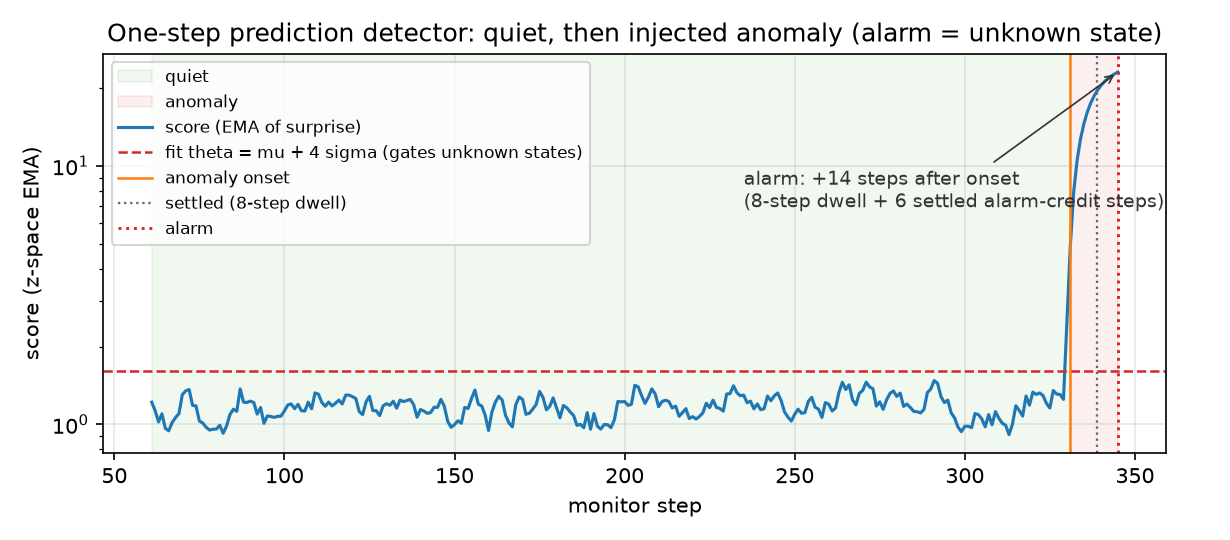 One-step prediction detector: quiet, then injected anomaly (alarm = unknown state)
score (z-space EMA)
10¹
10⁰
quiet
anomaly
score (EMA of surprise)
fit theta = mu + 4 sigma (gates unknown states)
anomaly onset
settled (8-step dwell)
alarm
alarm: +14 steps after onset
(8-step dwell + 6 settled alarm-credit steps)
50 100 150 200 250 300 350
monitor step